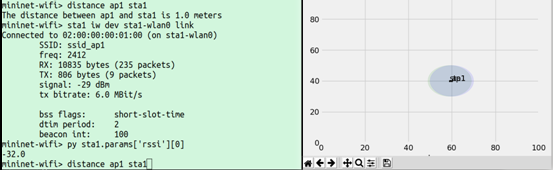 mininet-wifi> distance ap1 sta1
The distance between ap1 and sta1 is 1.0 meters
mininet-wifi> sta1 iw dev sta1-wlan0 link
Connected to 02:00:00:00:01:00 (on sta1-wlan0)
SSID: ssid_ap1
freq: 2412
RX: 10835 bytes (235 packets)
TX: 806 bytes (9 packets)
signal: -29 dBm
tx bitrate: 6.0 MBit/s
bss flags: short-slot-time
dtim period: 2
beacon int: 100
mininet-wifi> py sta1.params['rssi'][0]
-32.0
mininet-wifi> distance ap1 sta1
80
60
40
20
0
0 20 40 60 80 100